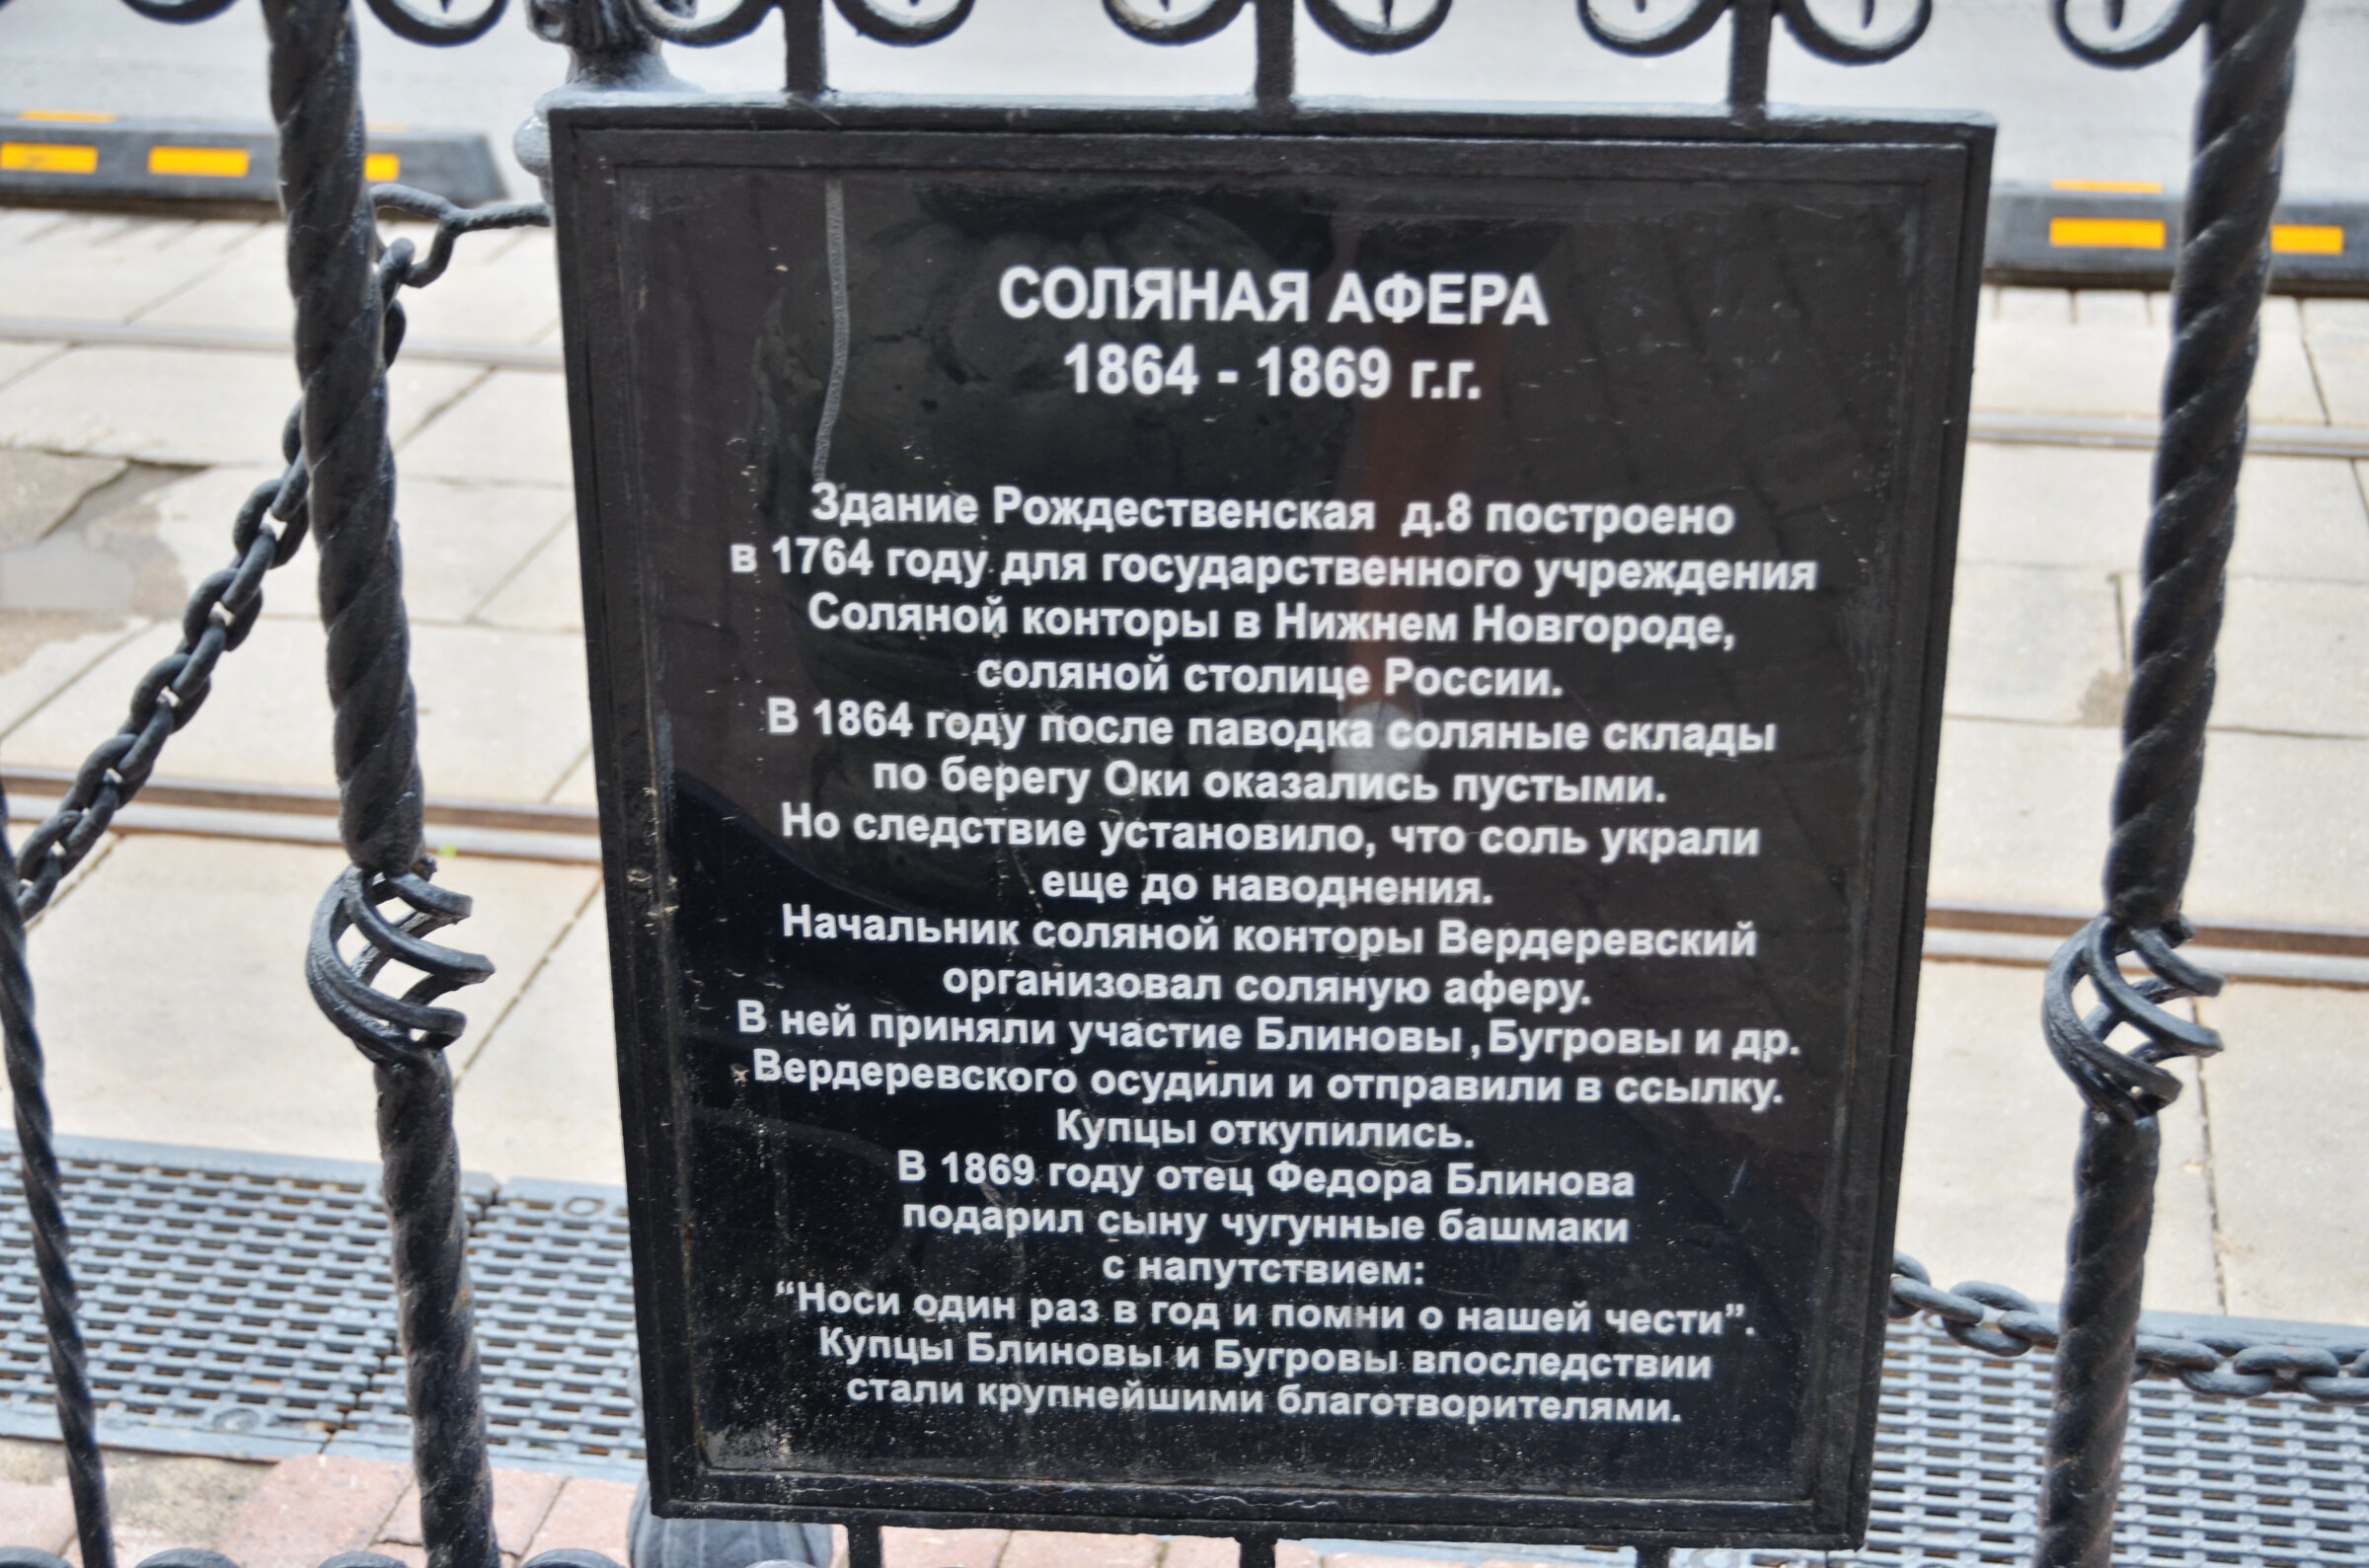 СОЛЯНАЯ АФЕРА
1864 - 1869 г.г.
Здание Рождественская д.8 построено
в 1764 году для государственного учреждения
Соляной конторы в Нижнем Новгороде,
соляной столице России.
В 1864 году после паводка соляные склады
по берегу Оки оказались пустыми.
Но следствие установило, что соль украли
еще до наводнения.
Начальник соляной конторы Вердеревский
организовал соляную аферу.
В ней приняли участие Блиновы ,Бугровы и др.
Вердеревского осудили и отправили в ссылку.
Купцы откупились.
В 1869 году отец Федора Блинова
подарил сыну чугунные башмаки
с напутствием:
“Носи один раз в год и помни о нашей чести”.
Купцы Блиновы и Бугровы впоследствии
стали крупнейшими благотворителями.